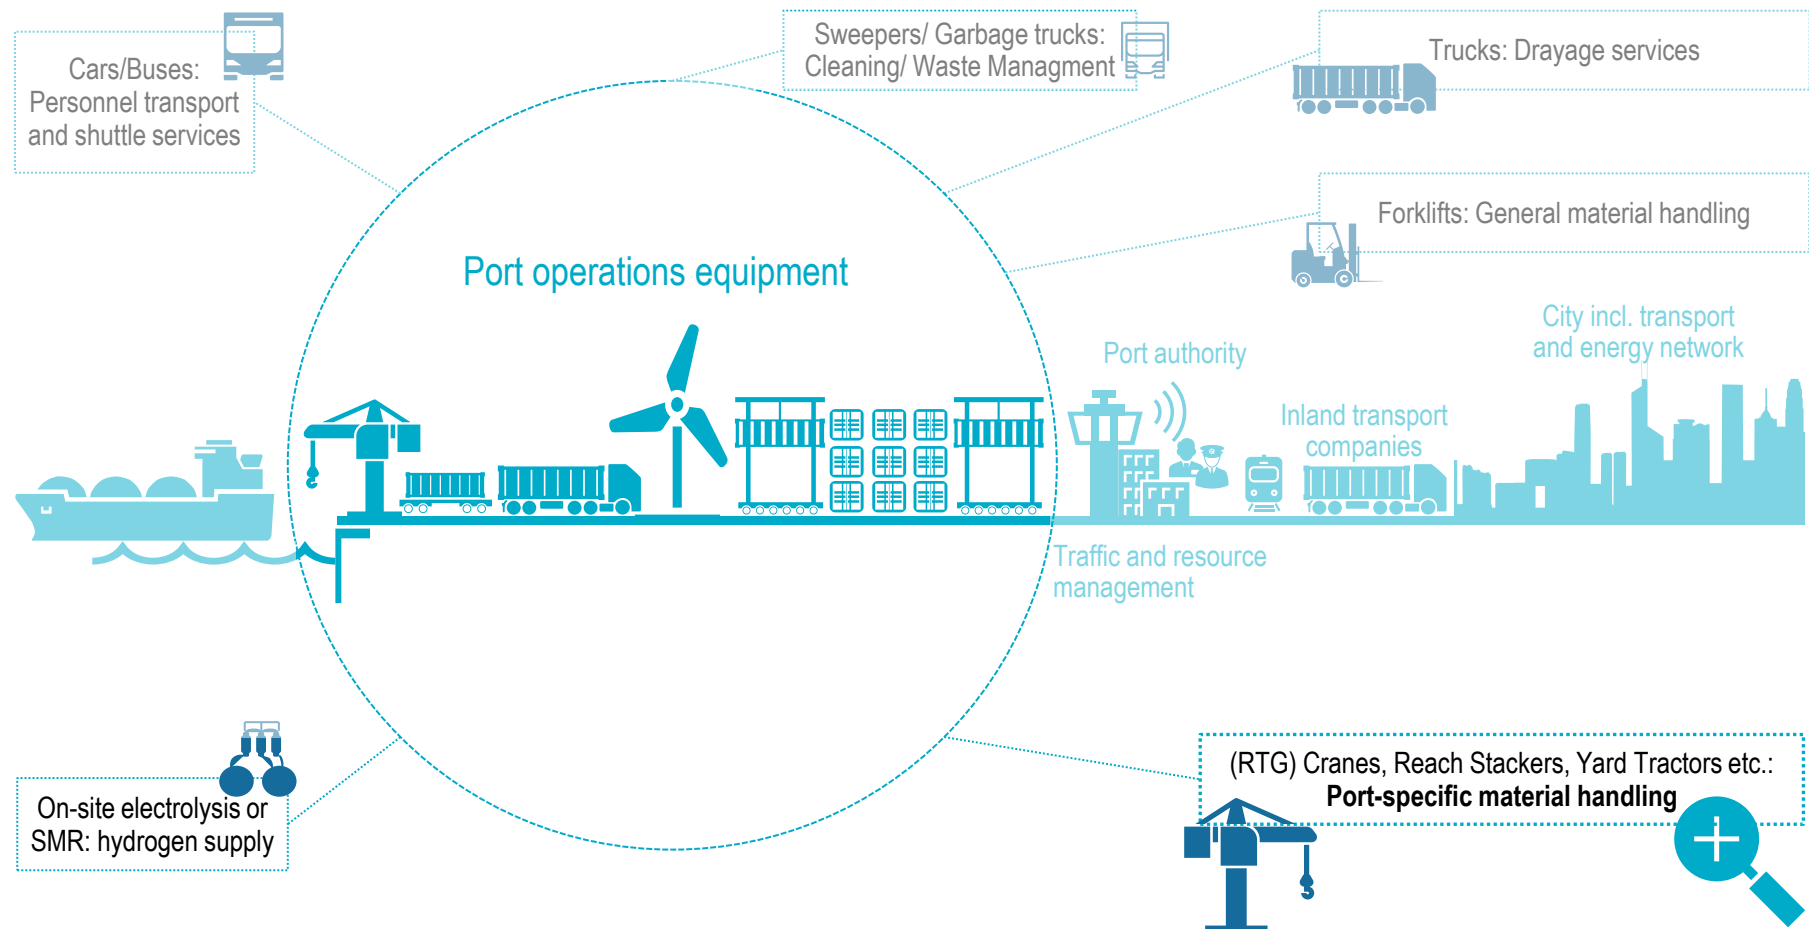 Cars/Buses:
Personnel transport
and shuttle services
Sweepers/ Garbage trucks:
Cleaning/ Waste Managment
Trucks: Drayage services
Forklifts: General material handling
Port operations equipment
City incl. transport
and energy network
Port authority
Inland transport
companies
Traffic and resource
management
On-site electrolysis or
SMR: hydrogen supply
(RTG) Cranes, Reach Stackers, Yard Tractors etc.:
Port-specific material handling